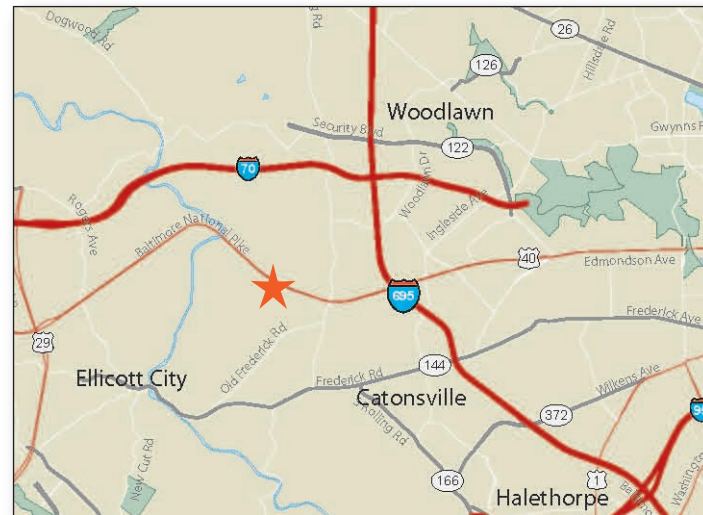 Dogwood Rd
Rd
26
Hillsdale Rd
126
Woodlawn
Security Blvd
122
Gwynns F
70
Woodlawn Dr
Rogers Ave
Ingleside Ave
Baltimore National Pike
40
Edmondson Ave
695
Frederick Ave
29
Old Frederick Rd
144
Ellicott City
Frederick Rd
Wilkens Ave
Catonsville
372
S Rolling Rd
New Cut Rd
166
1
Washington
Halethorpe